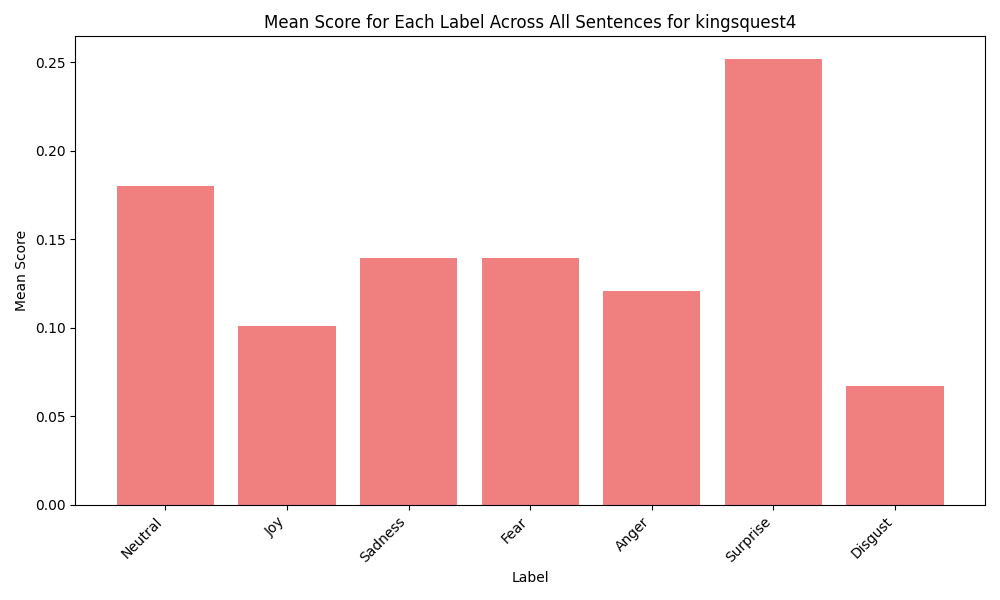 Mean Score for Each Label Across All Sentences for kingsquest4
Mean Score
0.25
0.20
0.15
0.10
0.05
0.00
Neutral
Joy
Sadness
Fear
Anger
Surprise
Disgust
Label